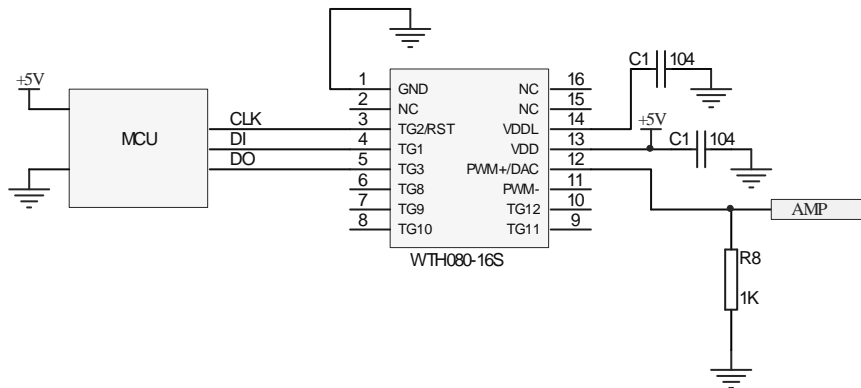 +5V
MCU
CLK
DI
DO
1 GND NC 16
2 NC NC 15
3 TG2/RST VDDL 14
4 TG1 VDD 13
5 TG3 PWM+/DAC 12
6 TG8 PWM- 11
7 TG9 TG12 10
8 TG10 TG11 9
WTH080-16S
C1 104
+5V
C1 104
AMP
R8
1K